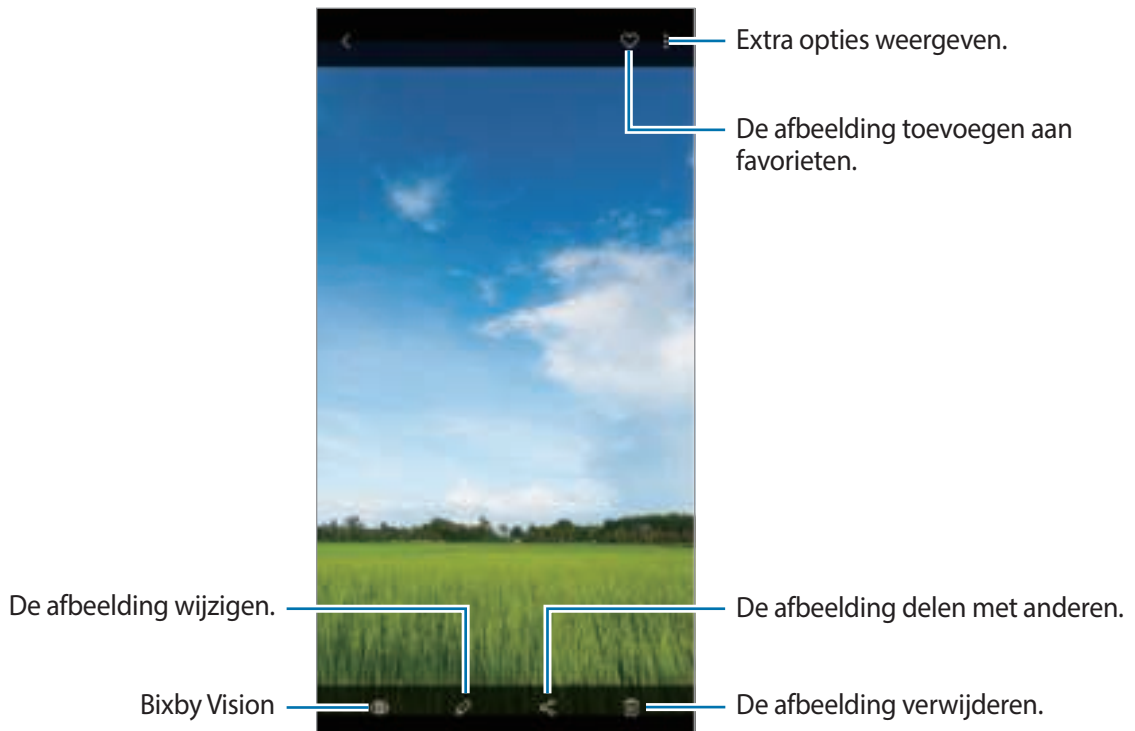 Extra opties weergeven.
De afbeelding toevoegen aan
favorieten.
De afbeelding wijzigen.
De afbeelding delen met anderen.
Bixby Vision
De afbeelding verwijderen.